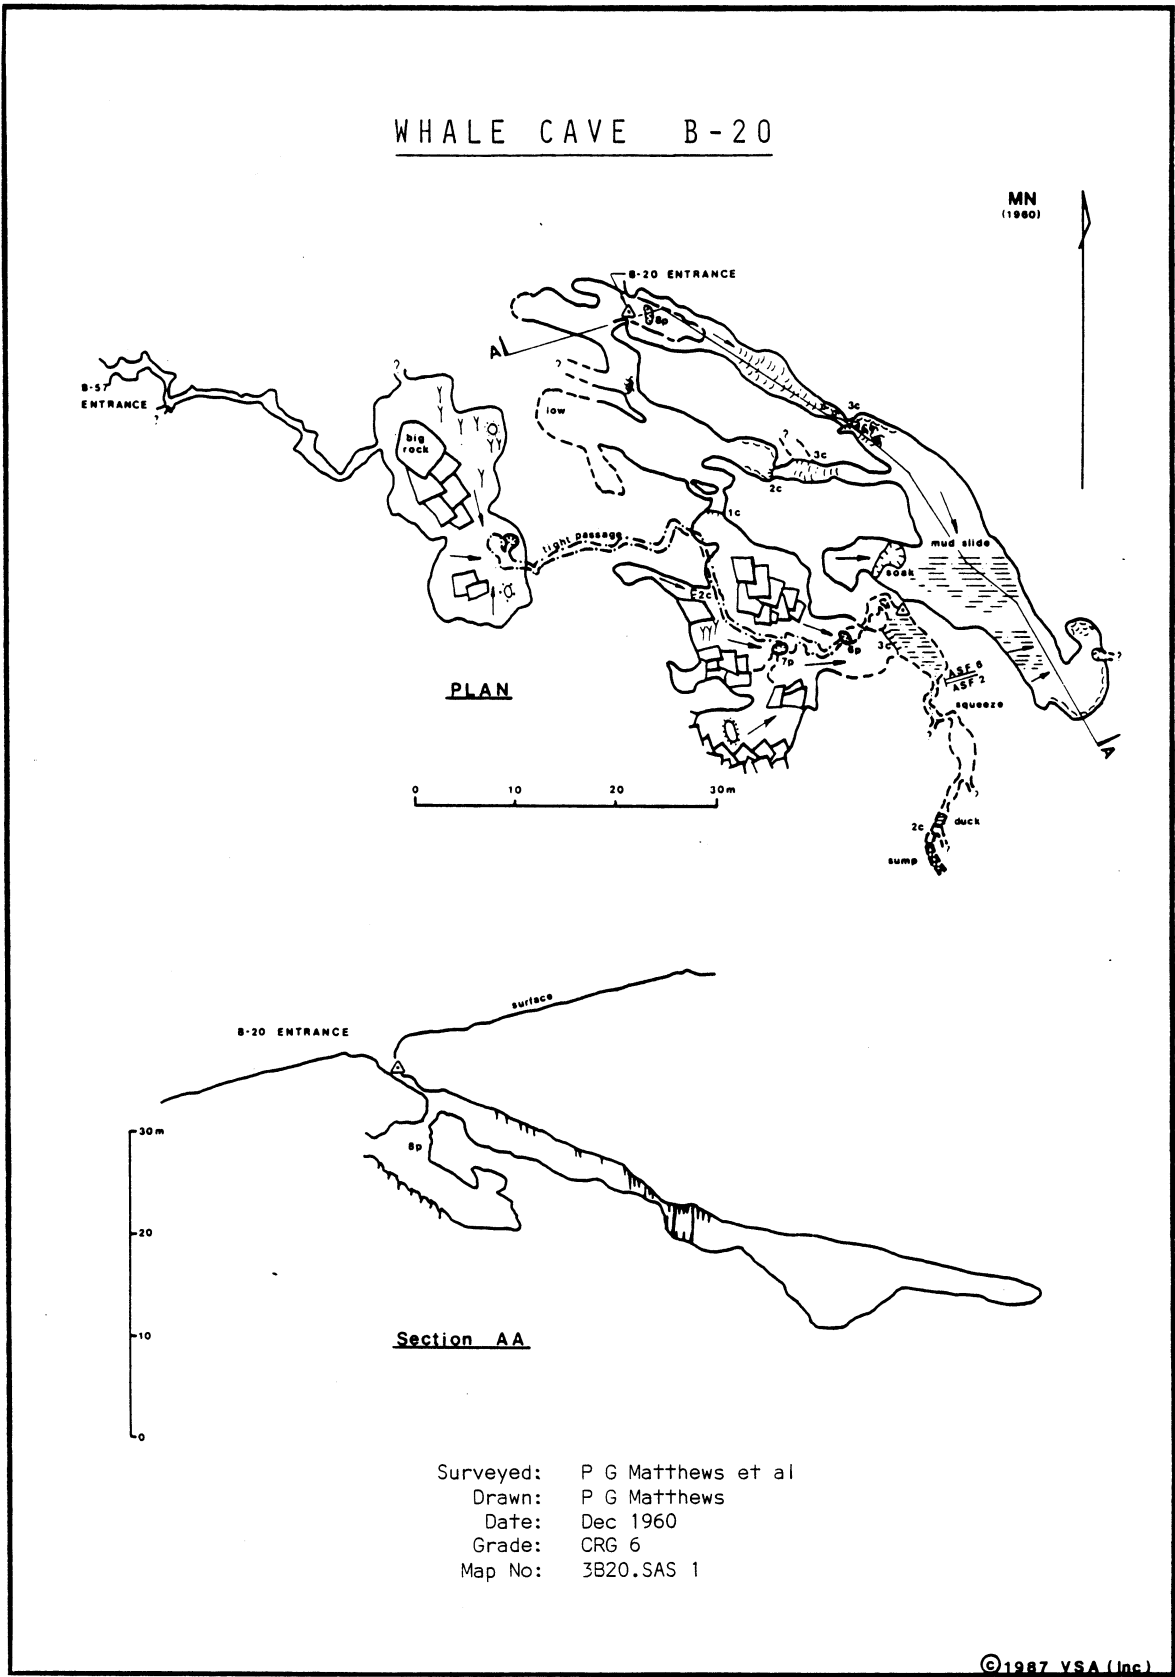 WHALE CAVE B-20
MN
(1960)
B-20 ENTRANCE
8p
A
?
?
B-57
ENTRANCE
?
low
3c
big
rock
?
3c
2c
1c
tight passage
mud slide
soak
2c
6p
3c
7p
?
ASF 6
ASF 2
squeeze
PLAN
?
A
?
0 10 20 30m
2c
duck
?
sump
surface
B-20 ENTRANCE
30m
8p
20
10
Section AA
0
Surveyed: P G Matthews et al
Drawn: P G Matthews
Date: Dec 1960
Grade: CRG 6
Map No: 3B20.SAS 1
©1987 VSA (Inc)